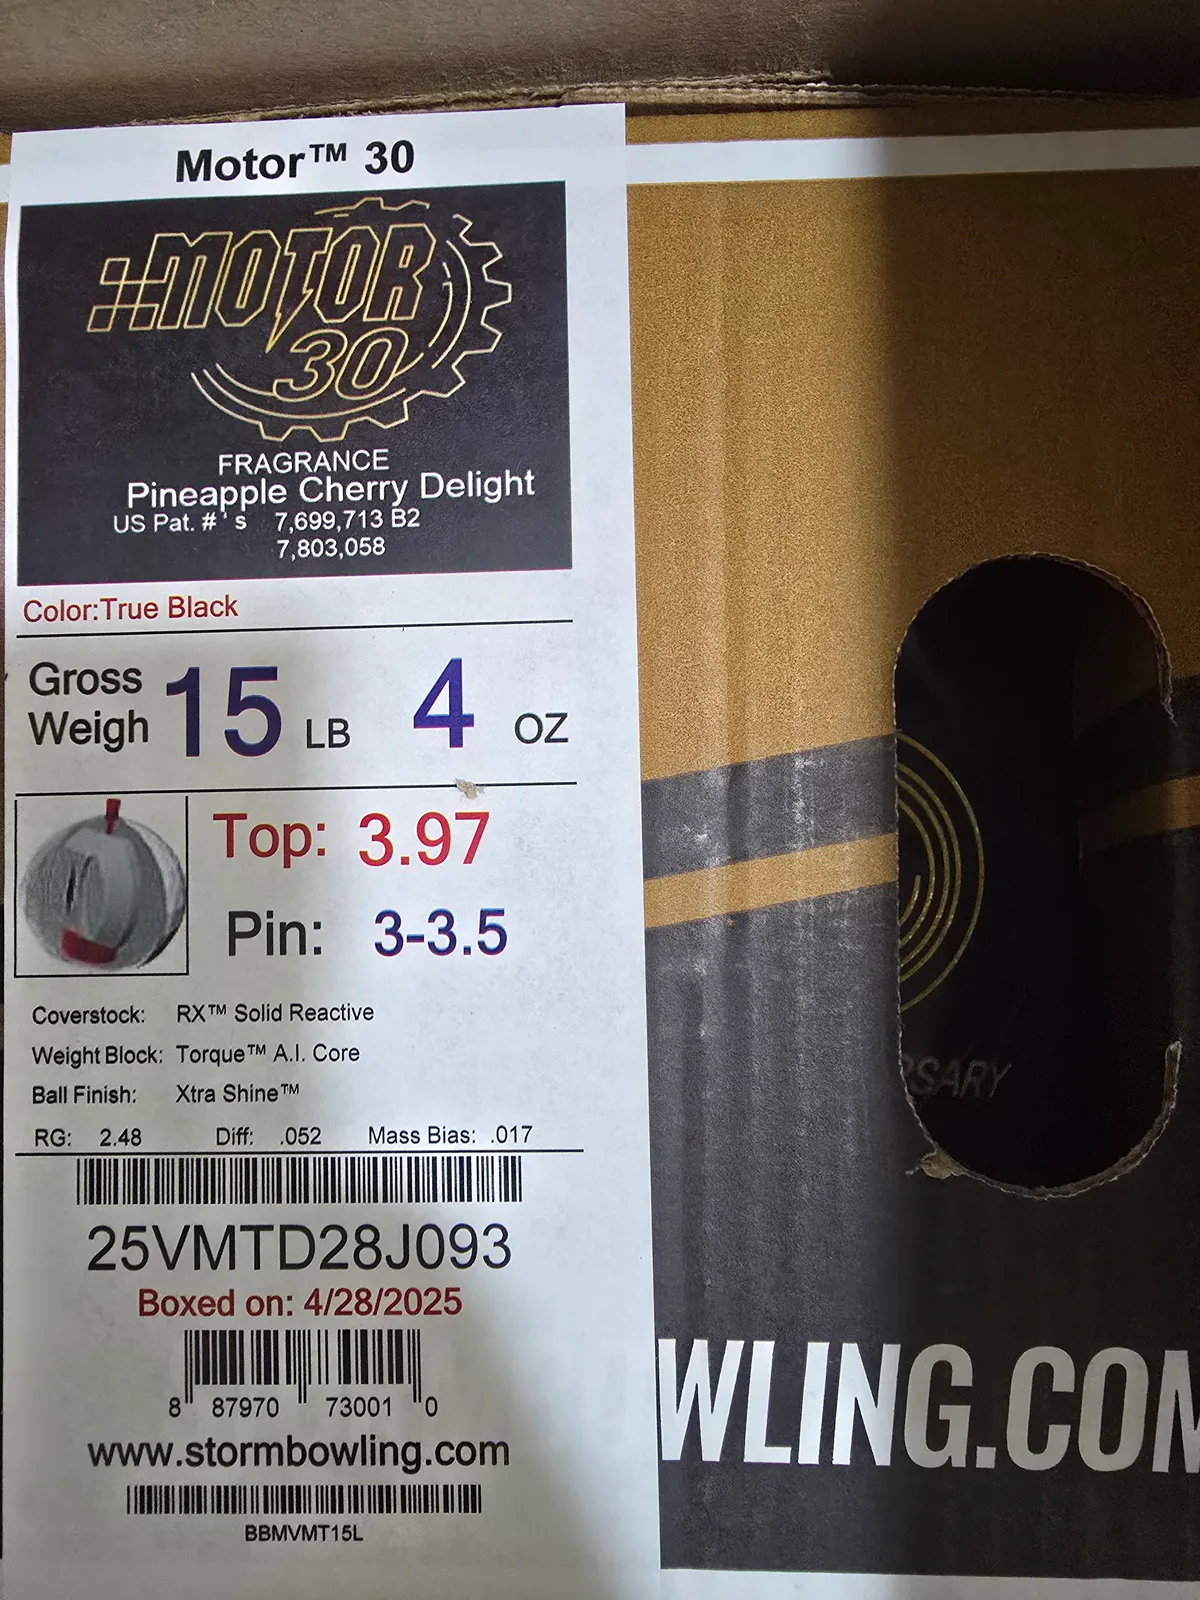 Motor™ 30
MOTOR
30
FRAGRANCE
Pineapple Cherry Delight
US Pat. #'s 7,699,713 B2
7,803,058
Color:True Black
Gross
Weigh 15 LB 4 OZ
Top: 3.97
Pin: 3-3.5
Coverstock: RX™ Solid Reactive
Weight Block: Torque™ A.I. Core
Ball Finish: Xtra Shine™
RG: 2.48 Diff: .052 Mass Bias: .017
25VMTD28J093
Boxed on: 4/28/2025
8 87970 73001 0
www.stormbowling.com
BBMVMT15L
SARY
WLING.COM